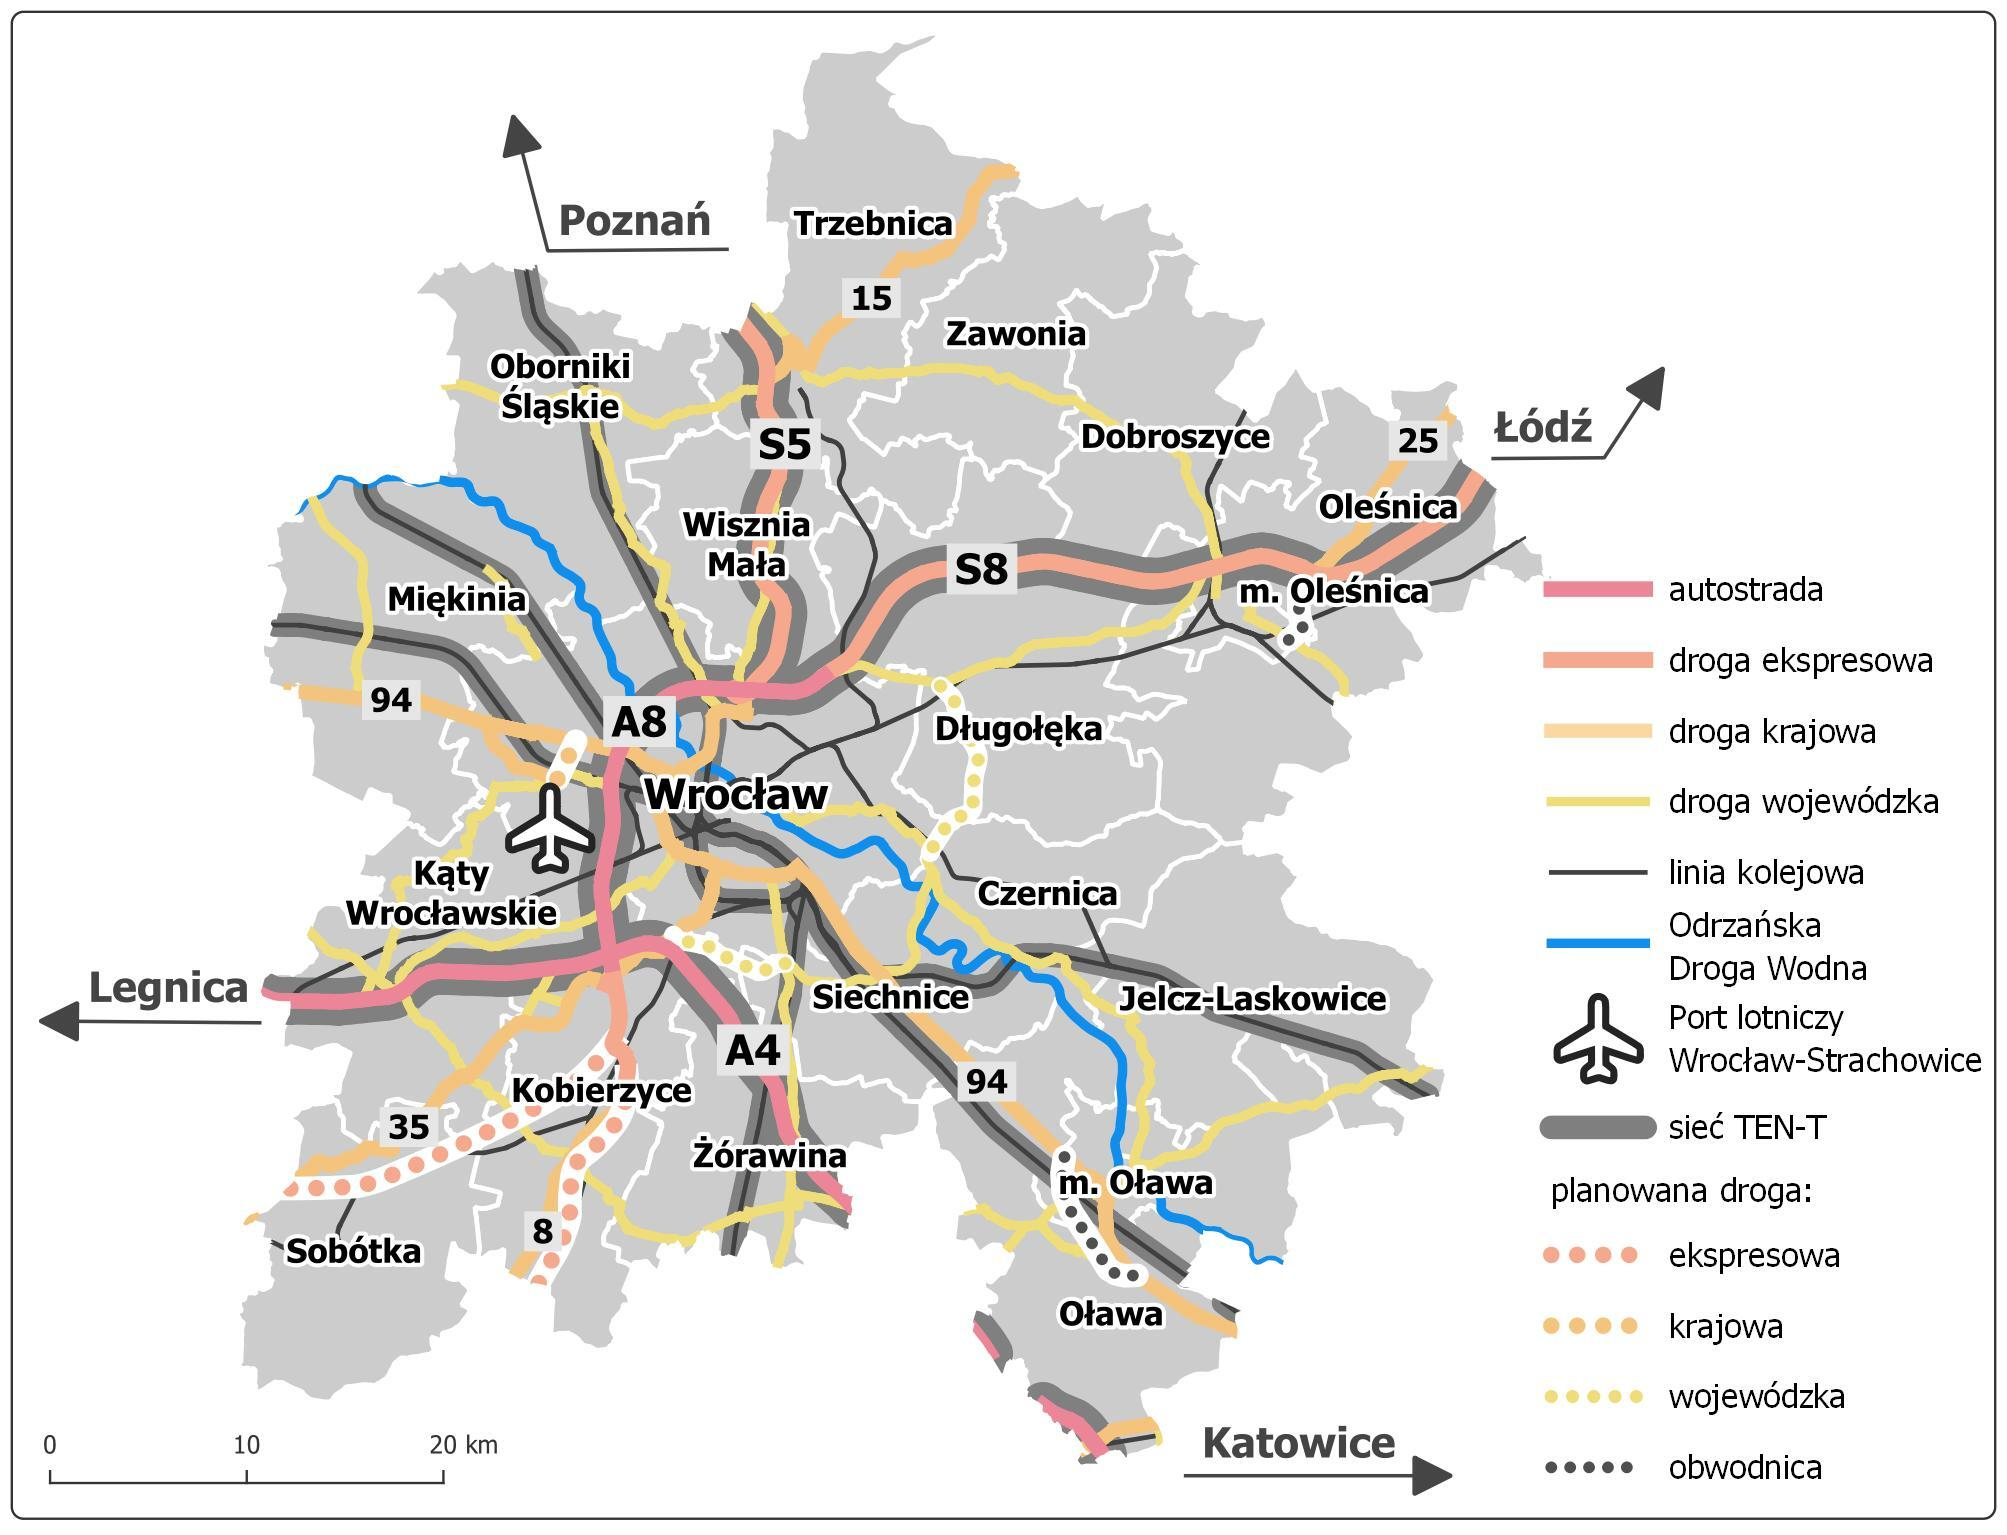 Poznań
Trzebnica
15
Zawonia
Oborniki
Śląskie
S5
Dobroszyce
25
Łódź
Oleśnica
Wisznia
Mała
S8
Miękinia
m. Oleśnica
94
A8
Długołęka
Wrocław
Kąty
Wrocławskie
Czernica
Legnica
Siechnice
Jelcz-Laskowice
A4
94
Kobierzyce
35
Żórawina
m. Oława
8
Sobótka
Oława
Katowice
0 10 20 km
autostrada
droga ekspresowa
droga krajowa
droga wojewódzka
linia kolejowa
Odrzańska
Droga Wodna
Port lotniczy
Wrocław-Strachowice
sieć TEN-T
planowana droga:
ekspresowa
krajowa
wojewódzka
obwodnica